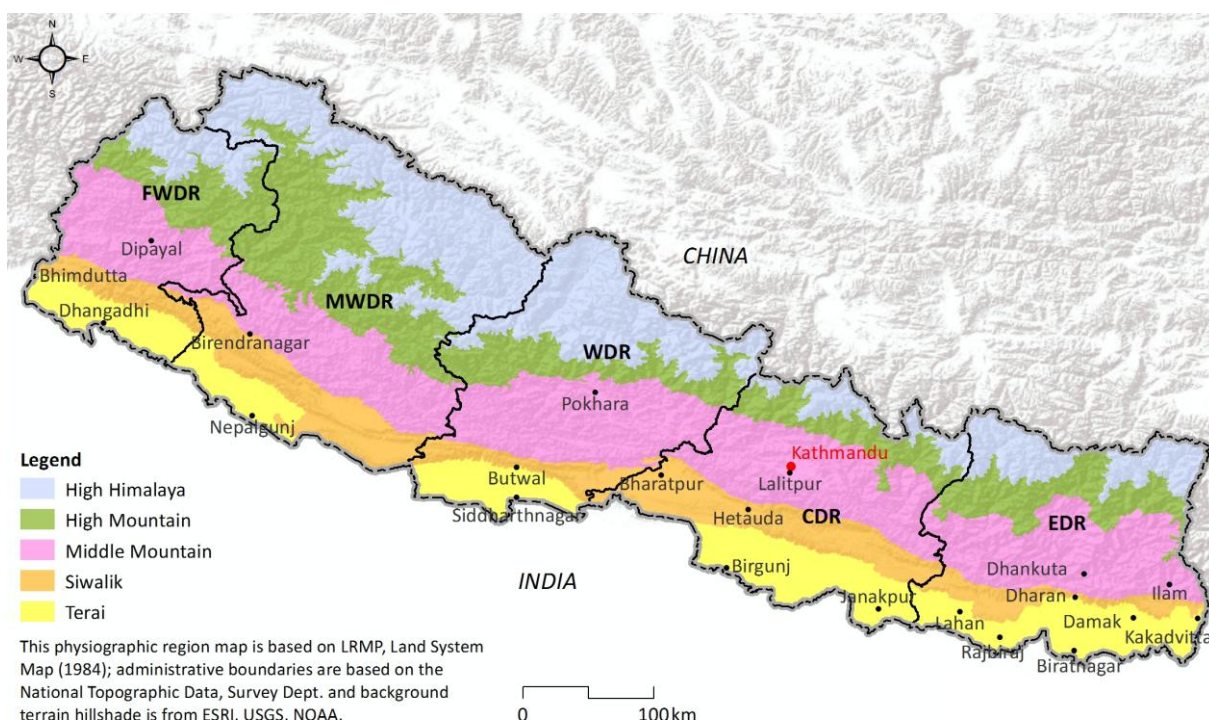 N
W E
S
CHINA
FWDR
Dipayal
Bhimdutta
Dhangadhi
MWDR
Birendranagar
WDR
Pokhara
Nepalgunj
Kathmandu
Lalitpur
Butwal
Bharatpur
Siddharthnagar
Hetauda
CDR
EDR
INDIA
Birgunj
Dhankuta
Janakpur
Dharan
Ilam
Lahan
Damak
Kakadvitta
Rajbiraj
Biratnagar
Legend
High Himalaya
High Mountain
Middle Mountain
Siwalik
Terai
This physiographic region map is based on LRMP, Land System
Map (1984); administrative boundaries are based on the
National Topographic Data, Survey Dept. and background
terrain hillshade is from ESRI, USGS, NOAA.
0 100km